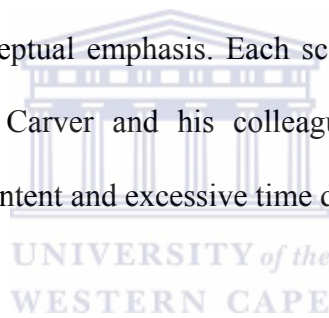 eptual emphasis. Each sc
Carver and his colleagu
ntent and excessive time d
UNIVERSITY of the
WESTERN CAPE